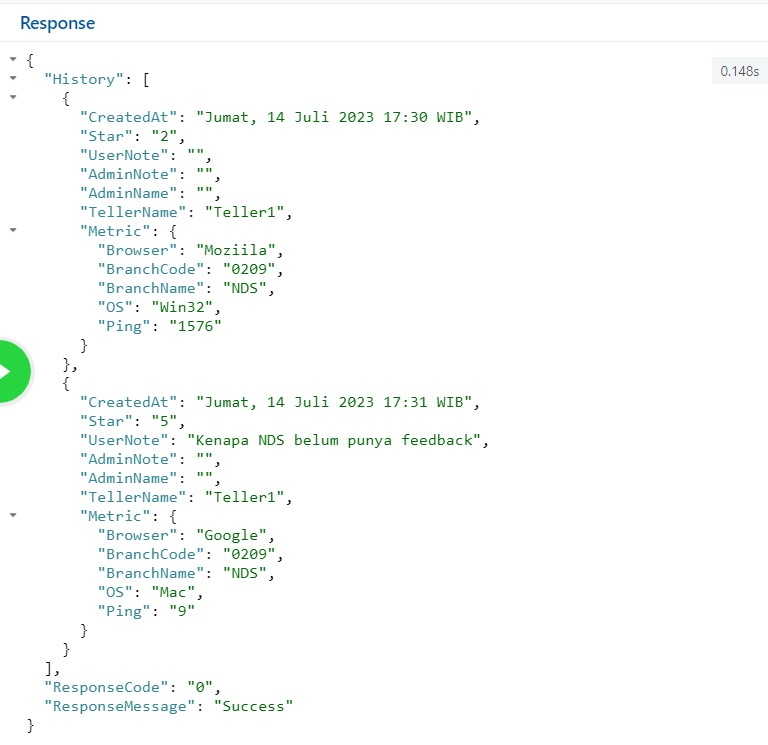 Response
{
0.148s
"History": [
{
"CreatedAt": "Jumat, 14 Juli 2023 17:30 WIB",
"Star": "2",
"UserNote": "",
"AdminNote": "",
"AdminName": "",
"TellerName": "Teller1",
"Metric": {
"Browser": "Moziila",
"BranchCode": "0209",
"BranchName": "NDS",
"OS": "Win32",
"Ping": "1576"
}
},
{
"CreatedAt": "Jumat, 14 Juli 2023 17:31 WIB",
"Star": "5",
"UserNote": "Kenapa NDS belum punya feedback",
"AdminNote": "",
"AdminName": "",
"TellerName": "Teller1",
"Metric": {
"Browser": "Google",
"BranchCode": "0209",
"BranchName": "NDS",
"OS": "Mac",
"Ping": "9"
}
}
],
"ResponseCode": "0",
"ResponseMessage": "Success"
}